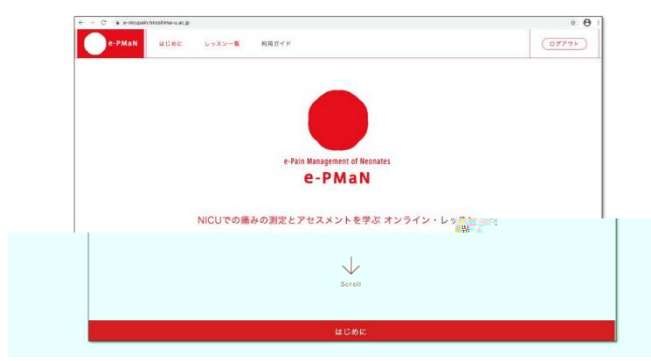 e-nicupain.hiroshima-u.ac.jp
e-PMaN はじめに レッスン一覧 利用ガイド ログアウト
e-Pain Management of Neonates
e-PMaN
NICUでの痛みの測定とアセスメントを学ぶ オンライン・レッ
Scroll
はじめに